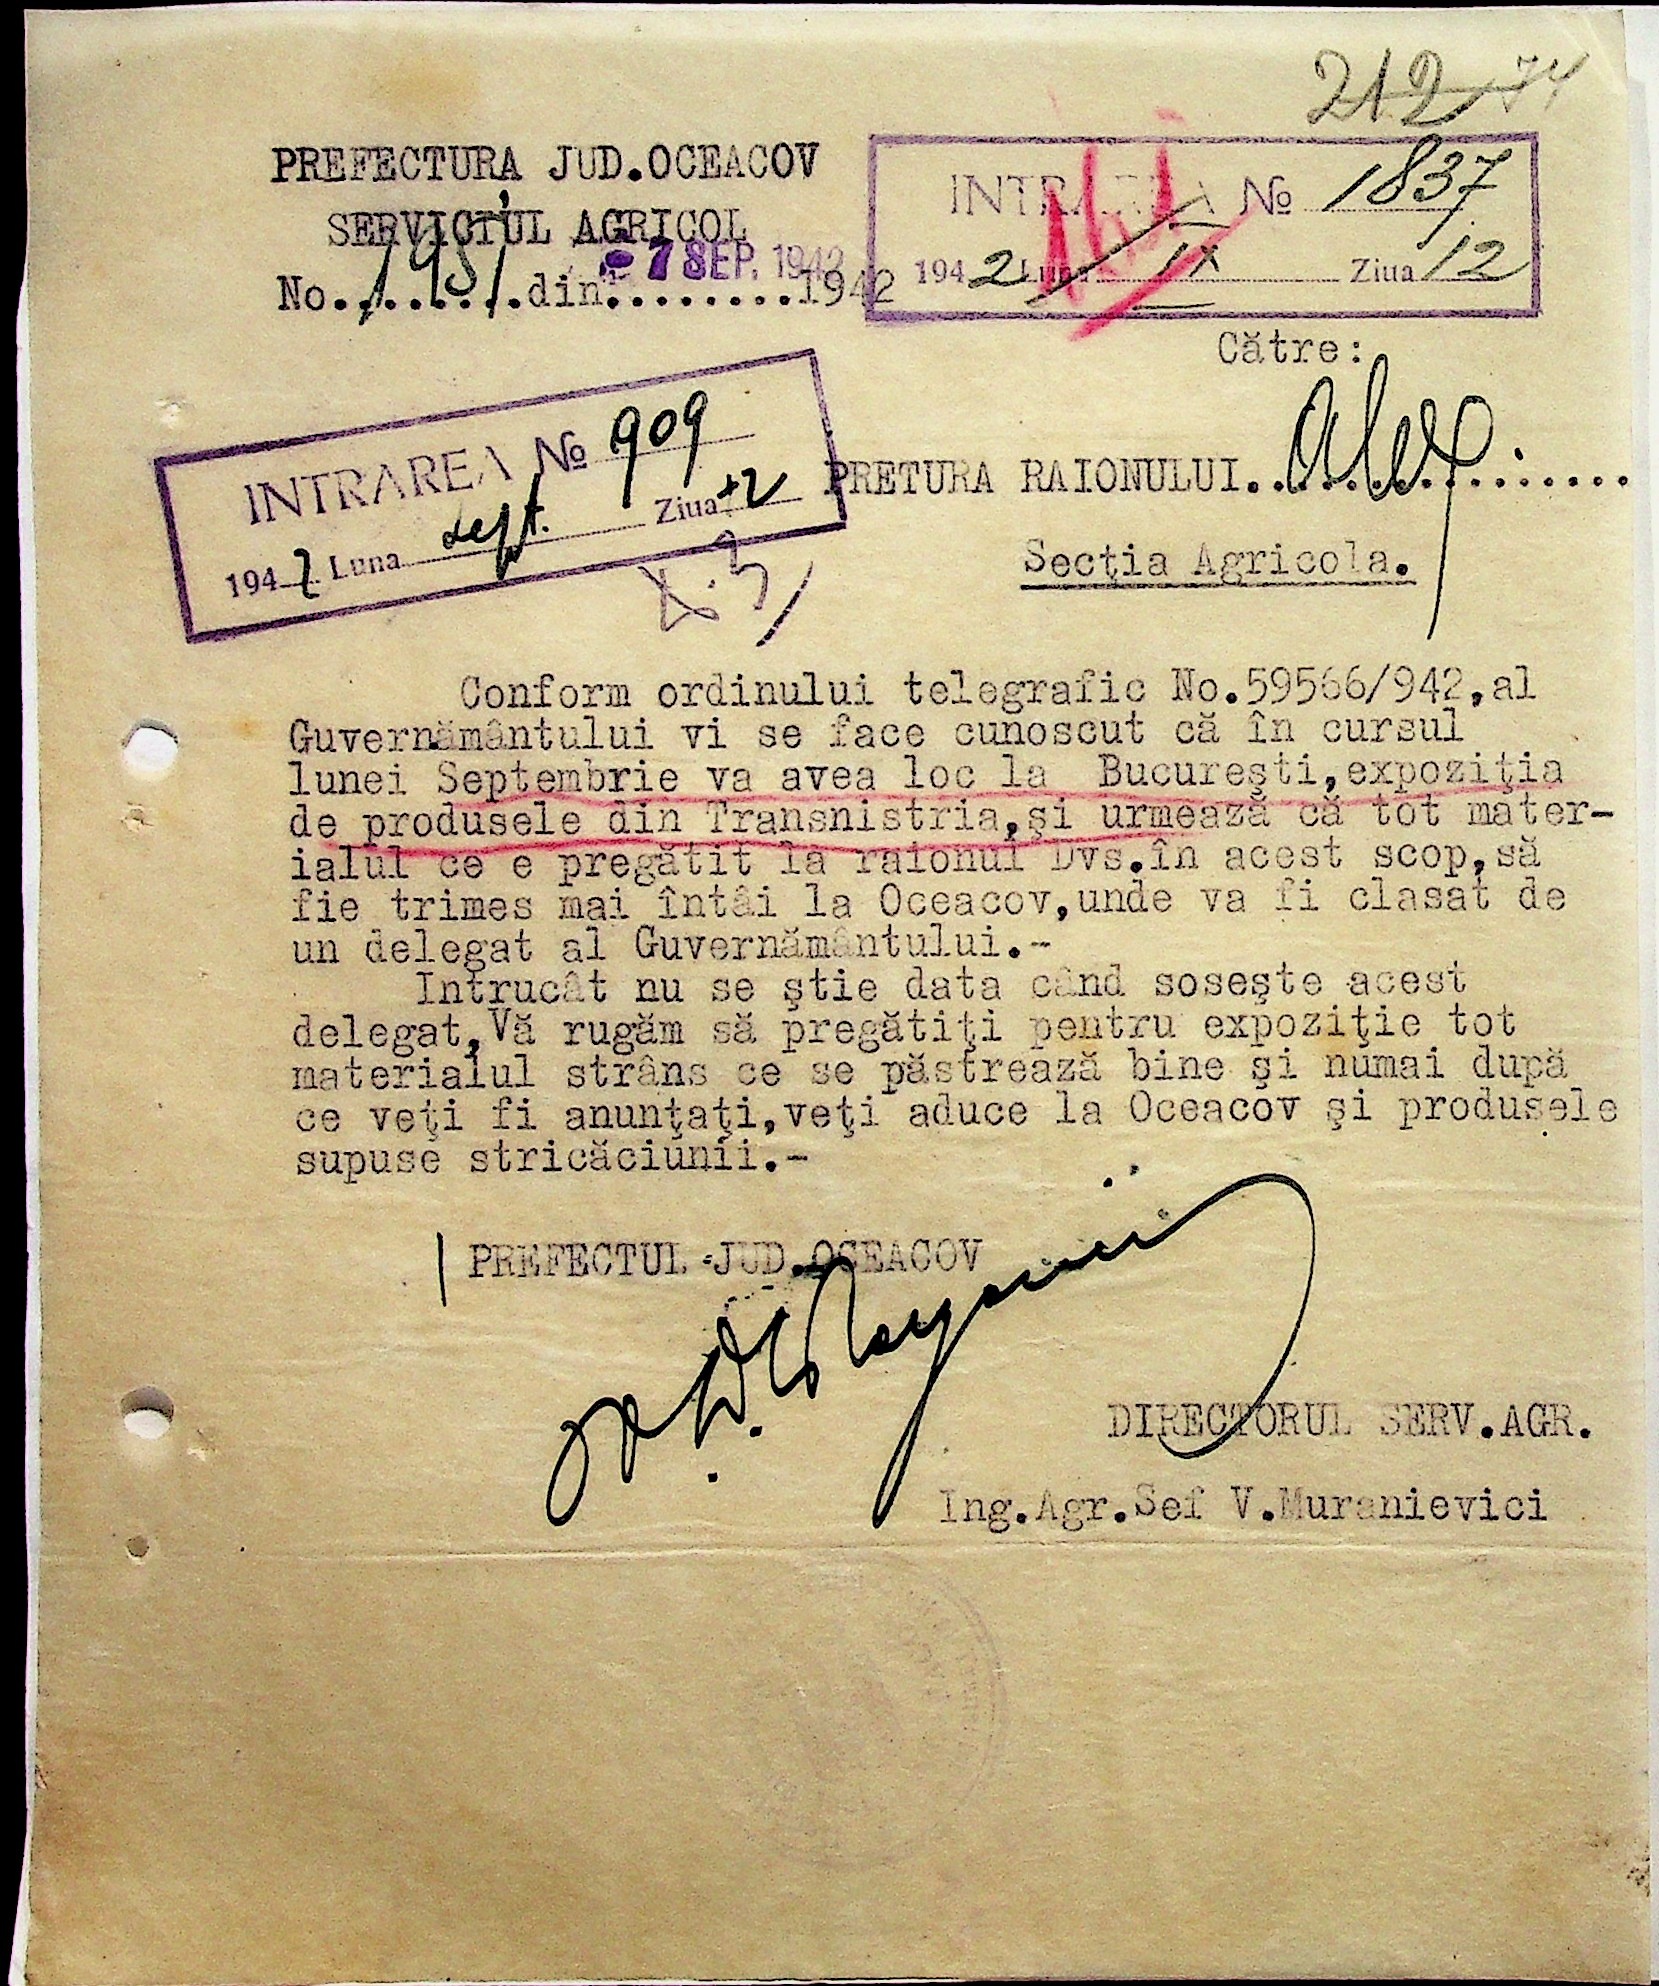 212 74
PREFECTURA JUD.OCEACOV
SERVICIUL AGRICOL
No.1951.din - 7 SEP. 1942 1942
INTRAREA № 1837
1942 Luna IX Ziua 12
Către:
INTRAREA № 909
1942 Luna sept. Ziua 12
PRETURA RAIONULUI
Secţia Agricola.
Conform ordinului telegrafic No.59566/942,al
Guvernământului vi se face cunoscut că în cursul
lunei Septembrie va avea loc la Bucureşti,expoziţia
de produsele din Transnistria,şi urmează că tot mater-
ialul ce e pregătit la raionul Dvs.în acest scop,să
fie trimes mai întâi la Oceacov,unde va fi clasat de
un delegat al Guvernământului.-
Intrucât nu se ştie data când soseşte acest
delegat,Vă rugăm să pregătiţi pentru expoziţie tot
materialul strâns ce se păstrează bine şi numai după
ce veţi fi anunţaţi,veţi aduce la Oceacov şi produsele
supuse stricăciunii.-
PREFECTUL JUD.OCEACOV
DIRECTORUL SERV.AGR.
Ing.Agr.Sef V.Muranievici